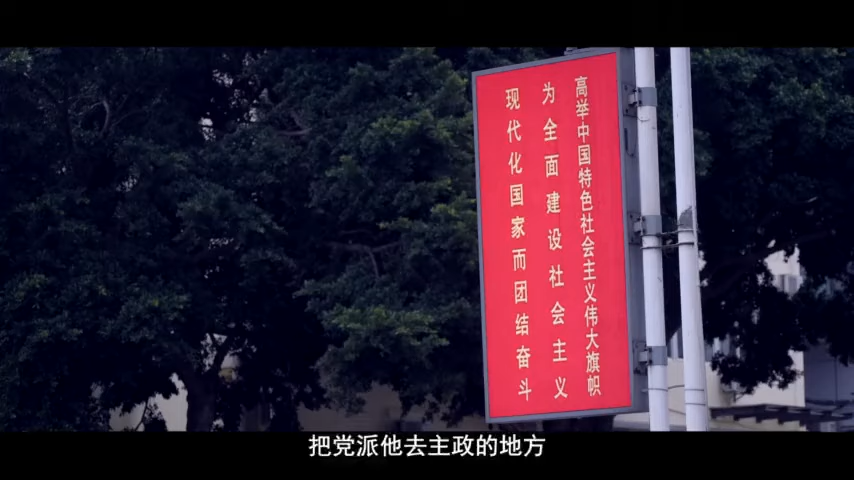 高举中国特色社会主义伟大旗帜
为全面建设社会主义
现代化国家而团结奋斗
把党派他去主政的地方